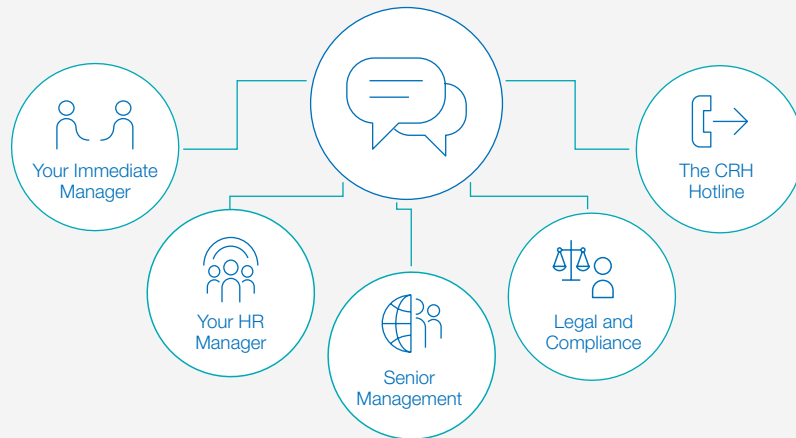 Your Immediate
Manager
Your HR
Manager
Senior
Management
Legal and
Compliance
The CRH
Hotline